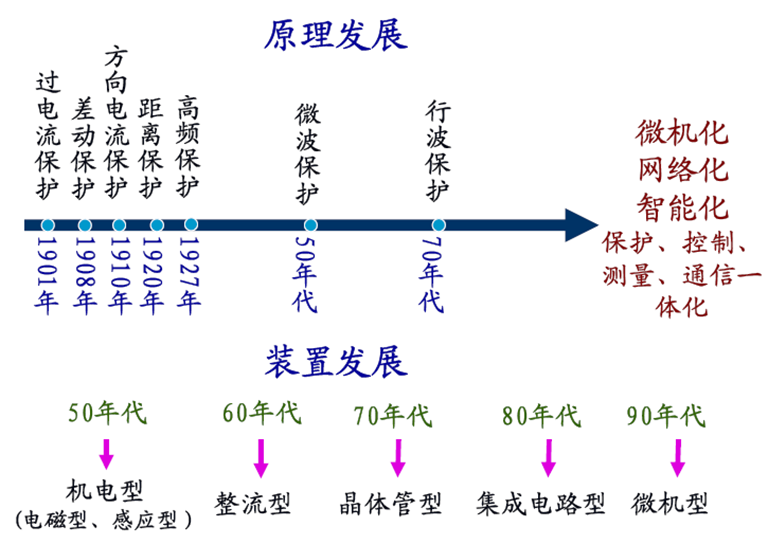 原理发展
过电流保护
差动保护
方向电流保护
距离保护
高频保护
微波保护
行波保护
1901年
1908年
1910年
1920年
1927年
50年代
70年代
微机化
网络化
智能化
保护、控制、
测量、通信一
体化
装置发展
50年代
60年代
70年代
80年代
90年代
机电型
(电磁型、感应型)
整流型
晶体管型
集成电路型
微机型